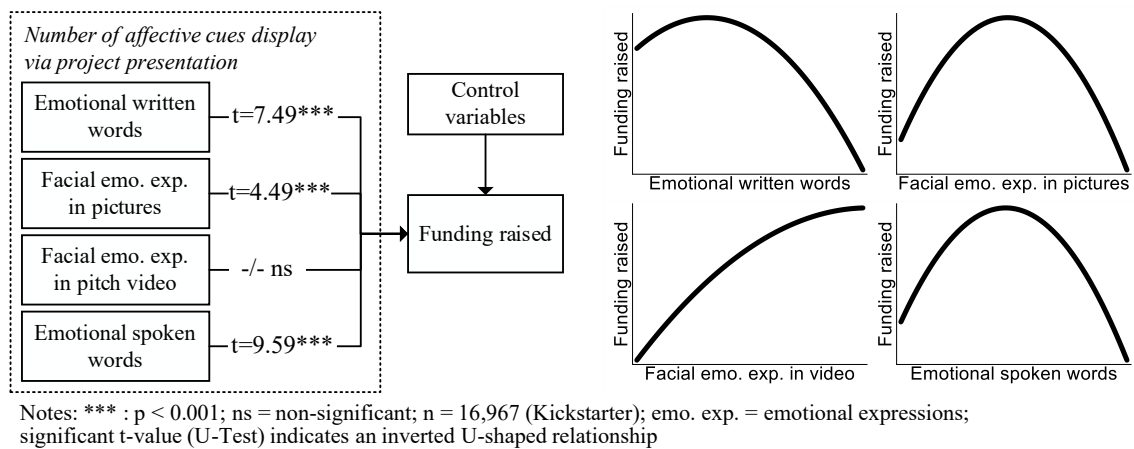 Number of affective cues display
via project presentation
Emotional written
words
t=7.49***
Facial emo. exp.
in pictures
t=4.49***
Facial emo. exp.
in pitch video
-/- ns
Emotional spoken
words
t=9.59***
Control
variables
Funding raised
Funding raised
Emotional written words
Funding raised
Facial emo. exp. in pictures
Funding raised
Facial emo. exp. in video
Funding raised
Emotional spoken words
Notes: *** : p < 0.001; ns = non-significant; n = 16,967 (Kickstarter); emo. exp. = emotional expressions;
significant t-value (U-Test) indicates an inverted U-shaped relationship